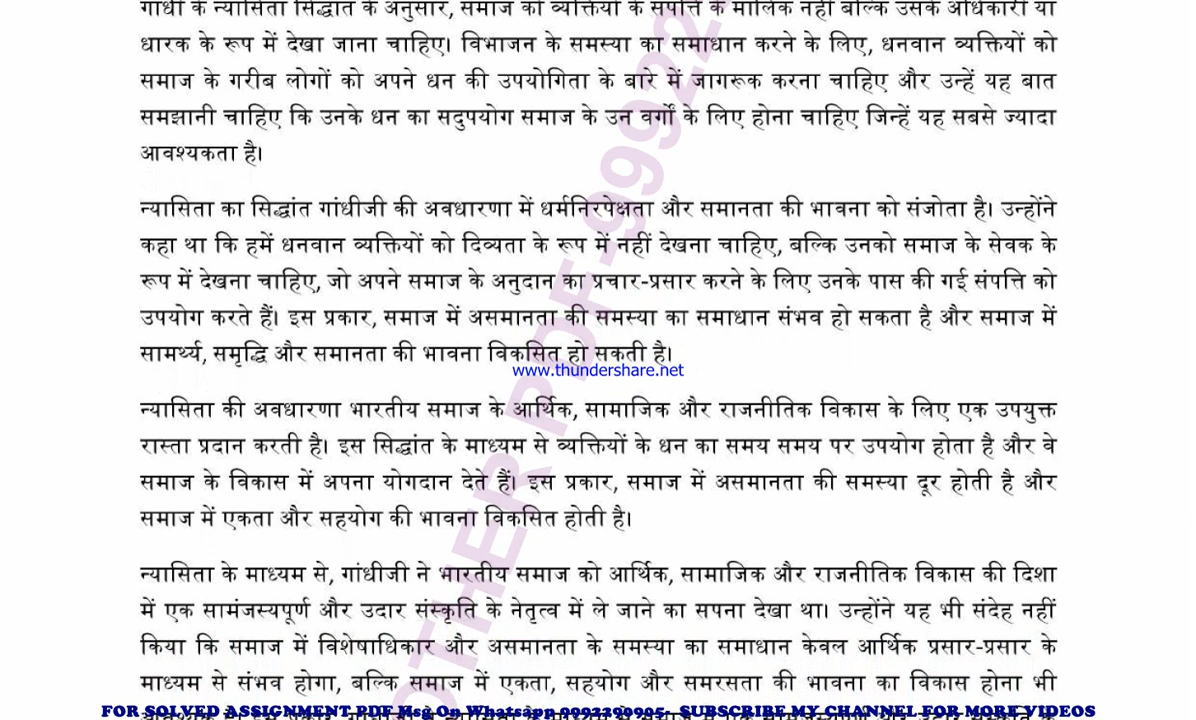 गांधी के न्यासिता सिद्धांत के अनुसार, समाज को व्यक्तियों के संपत्ति के मालिक नहीं बल्कि उसके अधिकारी या
धारक के रूप में देखा जाना चाहिए। विभाजन के समस्या का समाधान करने के लिए, धनवान व्यक्तियों को
समाज के गरीब लोगों को अपने धन की उपयोगिता के बारे में जागरूक करना चाहिए और उन्हें यह बात
समझानी चाहिए कि उनके धन का सदुपयोग समाज के उन वर्गों के लिए होना चाहिए जिन्हें यह सबसे ज्यादा
आवश्यकता है।
न्यासिता का सिद्धांत गांधीजी की अवधारणा में धर्मनिरपेक्षता और समानता की भावना को संजोता है। उन्होंने
कहा था कि हमें धनवान व्यक्तियों को दिव्यता के रूप में नहीं देखना चाहिए, बल्कि उनको समाज के सेवक के
रूप में देखना चाहिए, जो अपने समाज के अनुदान का प्रचार-प्रसार करने के लिए उनके पास की गई संपत्ति को
उपयोग करते हैं। इस प्रकार, समाज में असमानता की समस्या का समाधान संभव हो सकता है और समाज में
सामर्थ्य, समृद्धि और समानता की भावना विकसित हो सकती है।
www.thundershare.net
न्यासिता की अवधारणा भारतीय समाज के आर्थिक, सामाजिक और राजनीतिक विकास के लिए एक उपयुक्त
रास्ता प्रदान करती है। इस सिद्धांत के माध्यम से व्यक्तियों के धन का समय समय पर उपयोग होता है और वे
समाज के विकास में अपना योगदान देते हैं। इस प्रकार, समाज में असमानता की समस्या दूर होती है और
समाज में एकता और सहयोग की भावना विकसित होती है।
न्यासिता के माध्यम से, गांधीजी ने भारतीय समाज को आर्थिक, सामाजिक और राजनीतिक विकास की दिशा
में एक सामंजस्यपूर्ण और उदार संस्कृति के नेतृत्व में ले जाने का सपना देखा था। उन्होंने यह भी संदेह नहीं
किया कि समाज में विशेषाधिकार और असमानता के समस्या का समाधान केवल आर्थिक प्रसार-प्रसार के
माध्यम से संभव होगा, बल्कि समाज में एकता, सहयोग और समरसता की भावना का विकास होना भी
FOR SOLVED ASSIGNMENT PDF Msg On Whatsapp 9992399905- SUBSCRIBE MY CHANNEL FOR MORE VIDEOS
OTHER PDF-99922